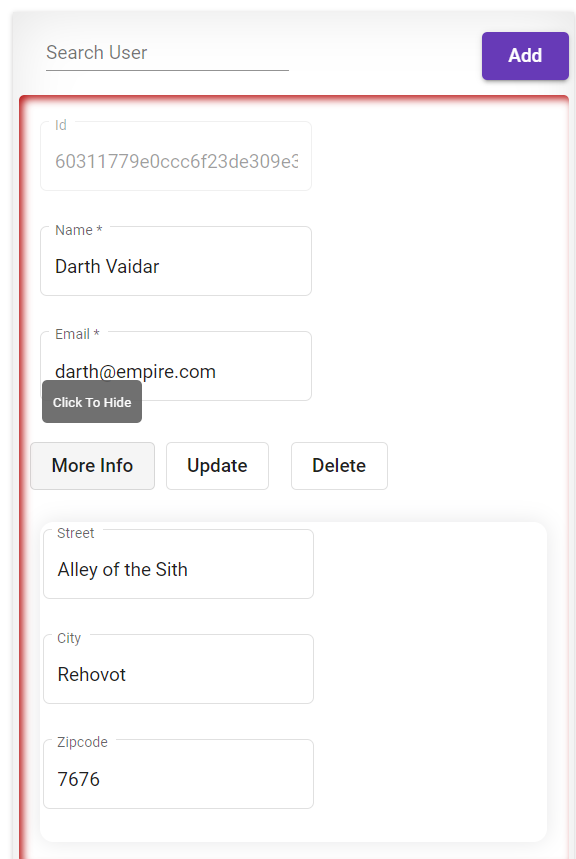 Search User
Add
Id
60311779e0ccc6f23de309e3
Name *
Darth Vaidar
Email *
darth@empire.com
Click To Hide
More Info Update Delete
Street
Alley of the Sith
City
Rehovot
Zipcode
7676